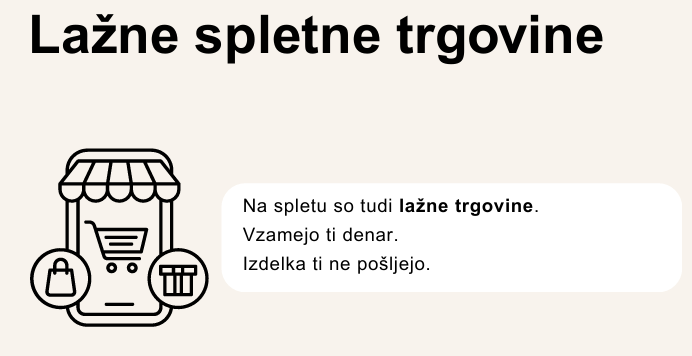 Lažne spletne trgovine
Na spletu so tudi lažne trgovine.
Vzamejo ti denar.
Izdelka ti ne pošljejo.